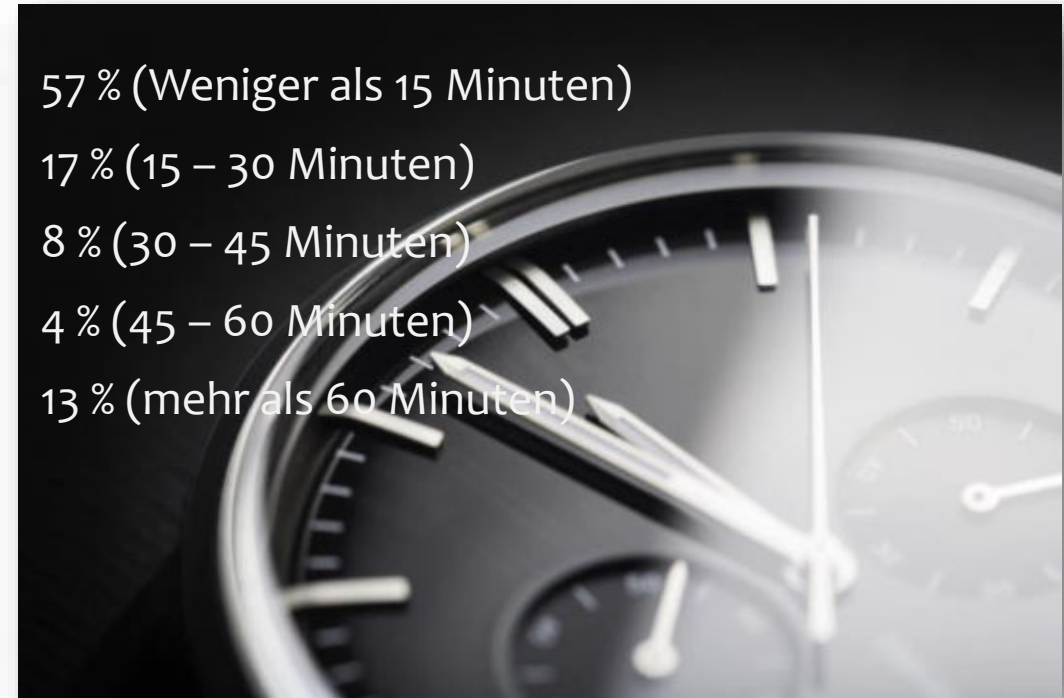 57 % (Weniger als 15 Minuten)
17 % (15 – 30 Minuten)
8 % (30 – 45 Minuten)
4 % (45 – 60 Minuten)
13 % (mehr als 60 Minuten)